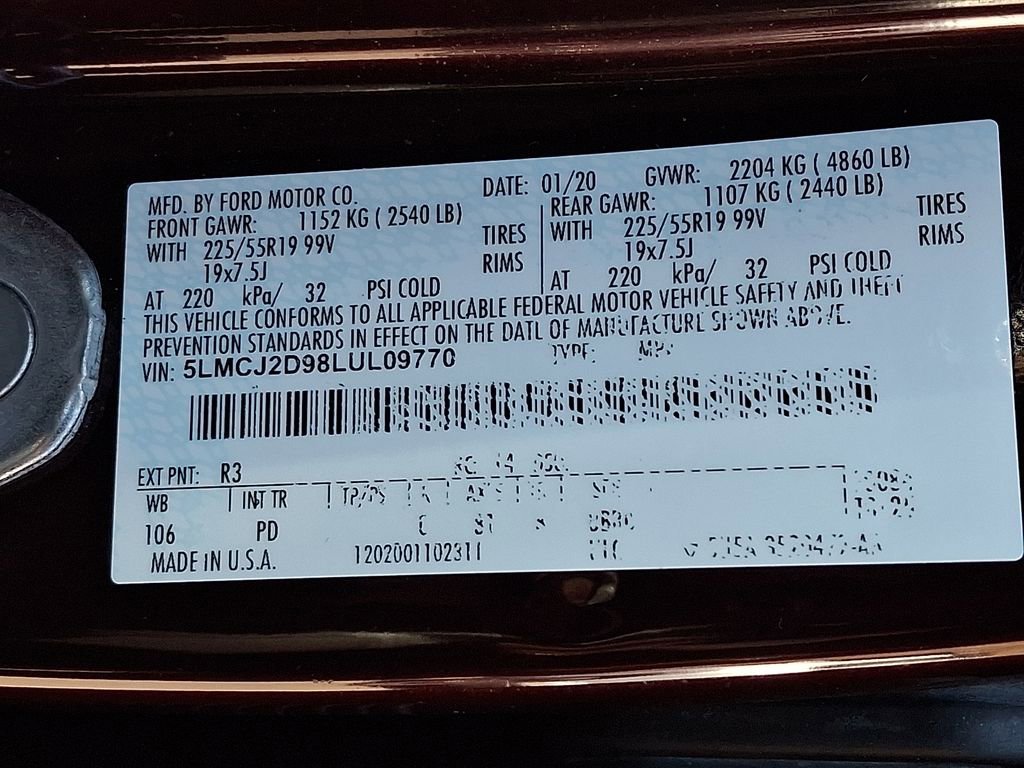 MFD. BY FORD MOTOR CO. DATE: 01/20 GVWR: 2204 KG ( 4860 LB)
FRONT GAWR: 1152 KG ( 2540 LB) REAR GAWR: 1107 KG ( 2440 LB)
WITH 225/55R19 99V TIRES WITH 225/55R19 99V TIRES
19x7.5J RIMS 19x7.5J RIMS
AT 220 kPa/ 32 PSI COLD AT 220 kPa/ 32 PSI COLD
THIS VEHICLE CONFORMS TO ALL APPLICABLE FEDERAL MOTOR VEHICLE SAFETY AND THEFT
PREVENTION STANDARDS IN EFFECT ON THE DATE OF MANUFACTURE SHOWN ABOVE.
VIN: 5LMCJ2D98LUL09770 TYPE: MPV
EXT PNT: R3
WB INT TR TP/PS
106 PD
MADE IN U.S.A. 1202001102311